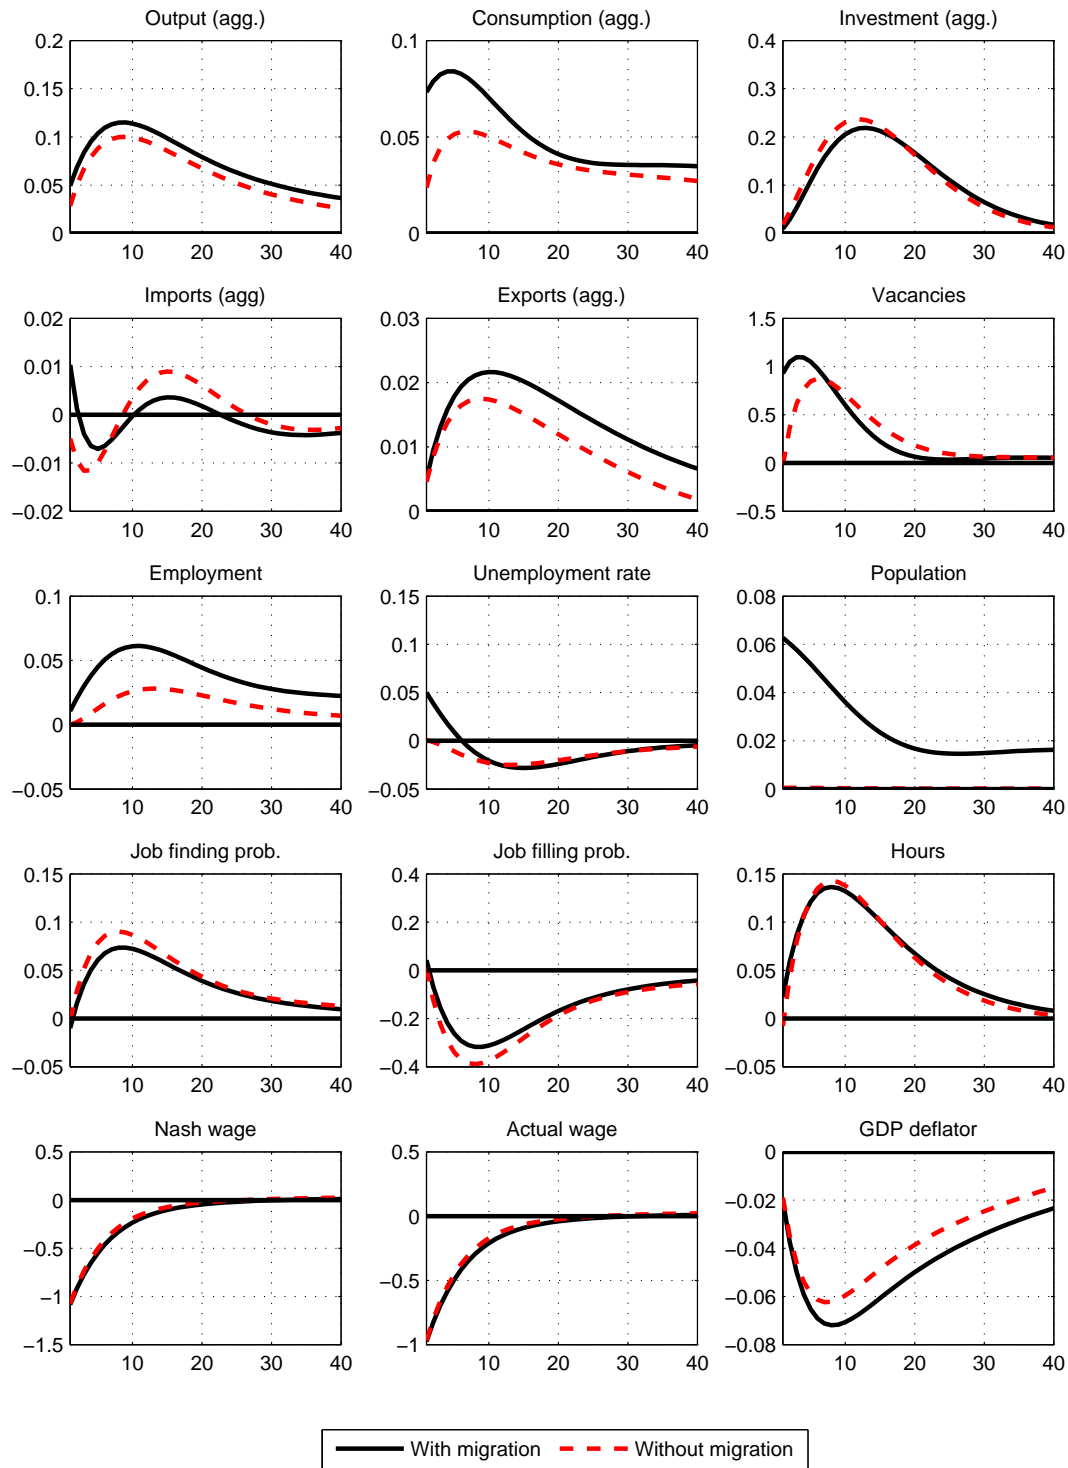 Output (agg.) Consumption (agg.) Investment (agg.)
0.2 0.1 0.4
0.15 0.3
0.1 0.05 0.2
0.05 0.1
0 0 0
10 20 30 40 10 20 30 40 10 20 30 40
Imports (agg) Exports (agg.) Vacancies
0.02 0.03 1.5
0.01 0.02 1
0 0.5
−0.01 0.01 0
−0.02 0 −0.5
10 20 30 40 10 20 30 40 10 20 30 40
Employment Unemployment rate Population
0.1 0.15 0.08
0.1 0.06
0.05 0.05 0.04
0 0 0.02
−0.05 −0.05 0
10 20 30 40 10 20 30 40 10 20 30 40
Job finding prob. Job filling prob. Hours
0.15 0.4 0.15
0.1 0.2 0.1
0.05 0 0.05
0 −0.2 0
−0.05 −0.4 −0.05
10 20 30 40 10 20 30 40 10 20 30 40
Nash wage Actual wage GDP deflator
0.5 0.5 0
0 0 −0.02
−0.5 −0.04
−1 −0.5 −0.06
−1.5 −1 −0.08
10 20 30 40 10 20 30 40 10 20 30 40
With migration Without migration